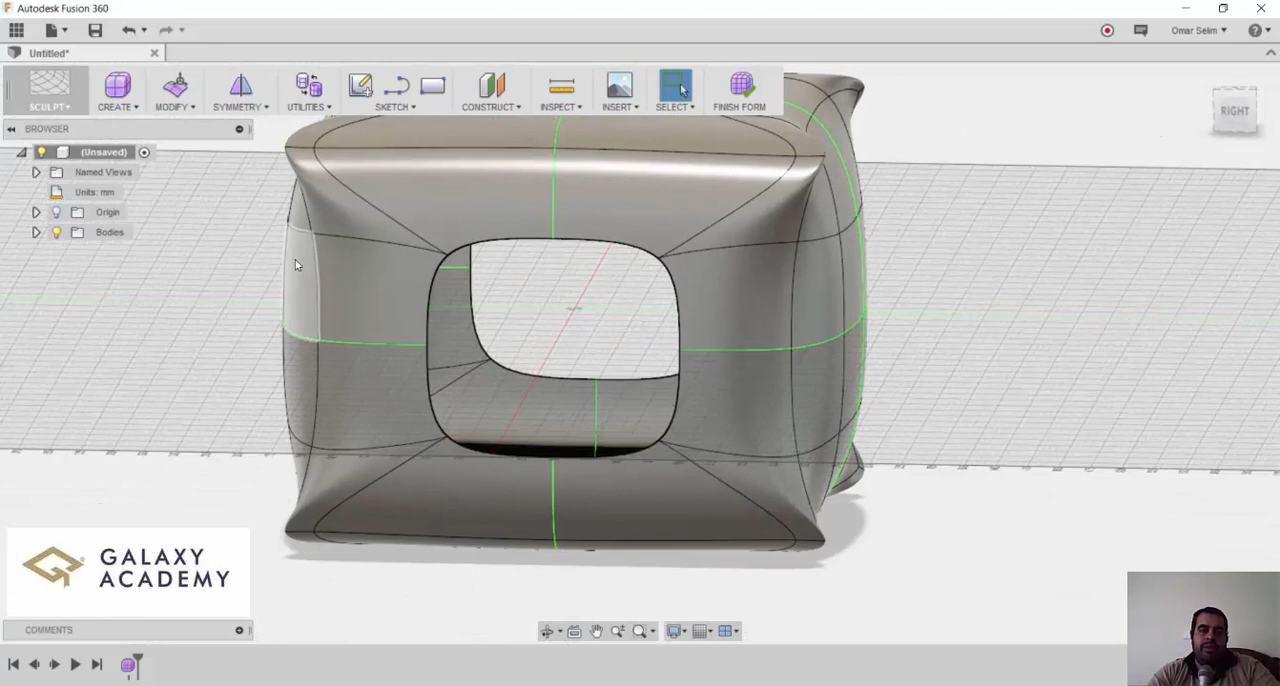 Autodesk Fusion 360
Omar Selim
Untitled*
SCULPT
CREATE
MODIFY
SYMMETRY
UTILITIES
SKETCH
CONSTRUCT
INSPECT
INSERT
SELECT
FINISH FORM
BROWSER
RIGHT
(Unsaved)
Named Views
Units: mm
Origin
Bodies
GALAXY
ACADEMY
COMMENTS